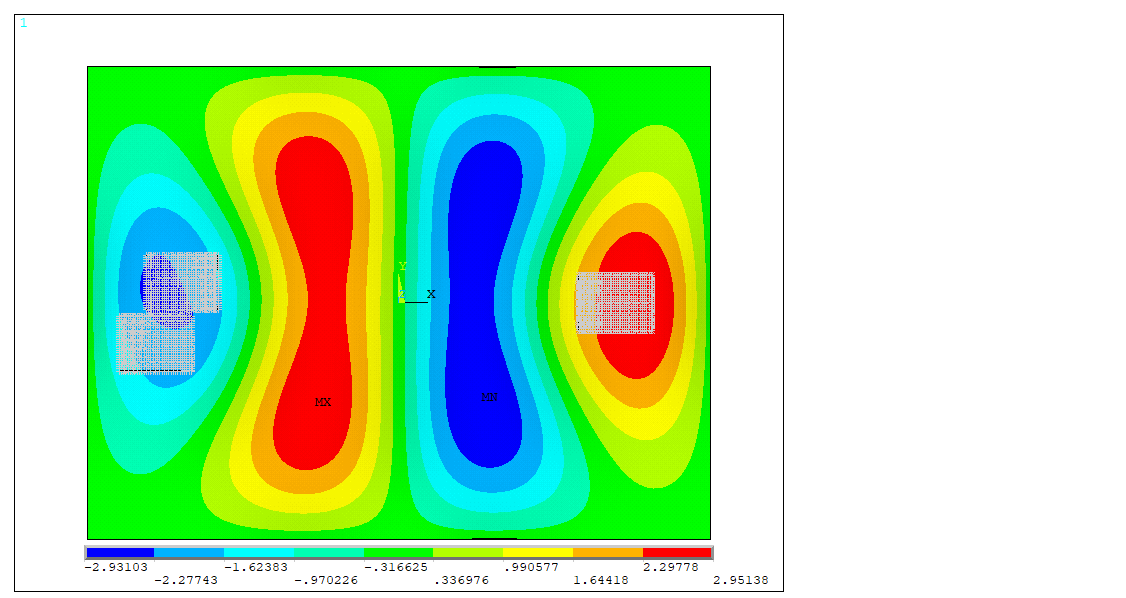 1
Y
Z X
MX
MN
-2.93103 -1.62383 -.316625 .990577 2.29778
-2.27743 -.970226 .336976 1.64418 2.95138